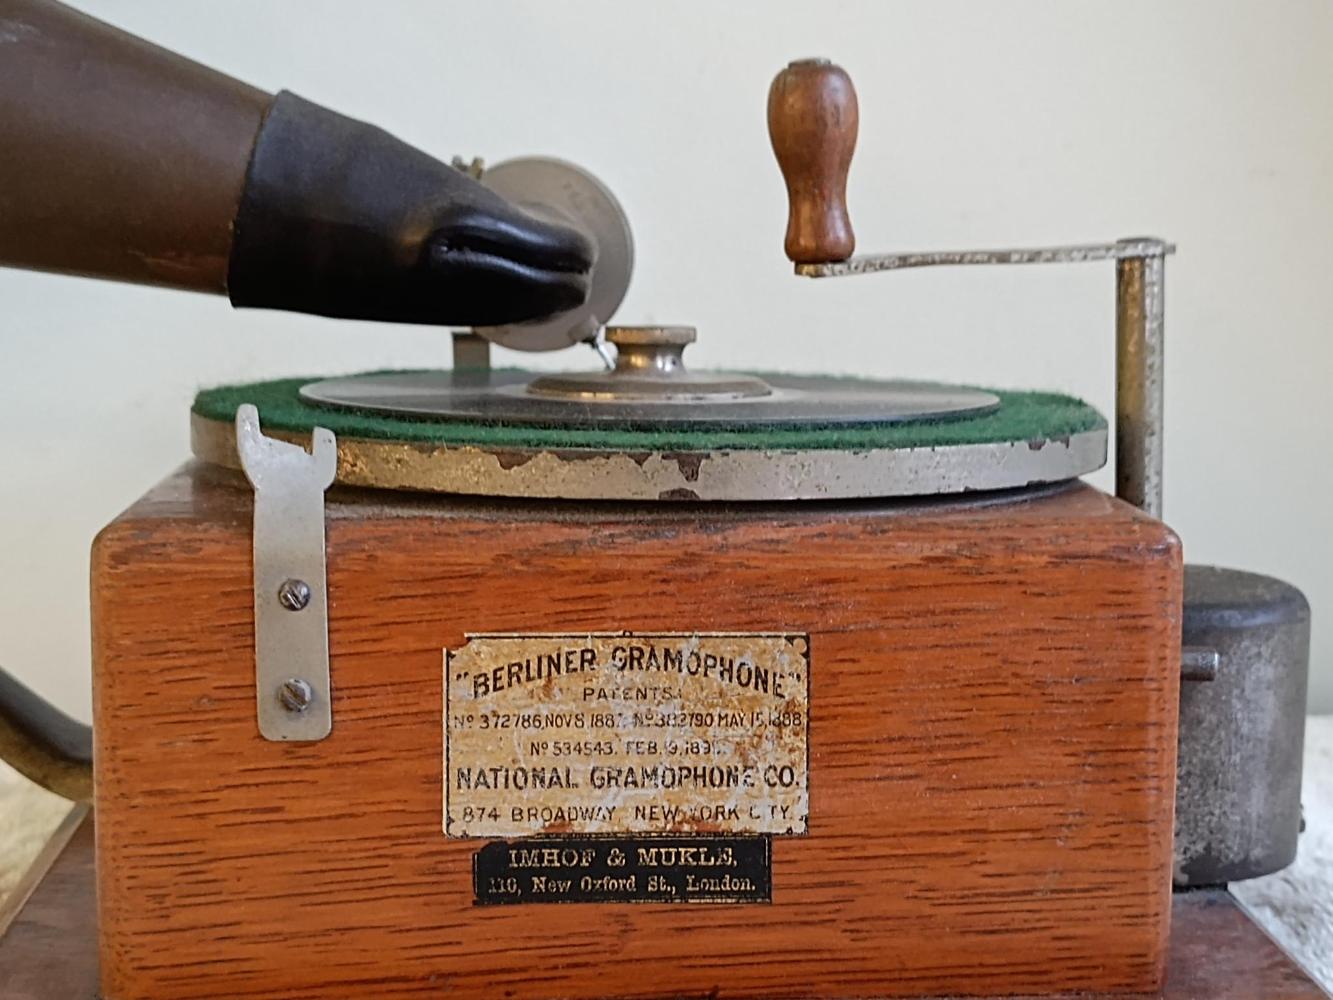 "BERLINER GRAMOPHONE"
PATENTS.
Nº 372786, NOV 8, 1887. Nº 382790 MAY 15, 1888
Nº 534543. FEB. 19, 1895.
NATIONAL GRAMOPHONE CO.
874 BROADWAY, NEW YORK CITY.
IMHOF & MUKLE,
110, New Oxford St., London.